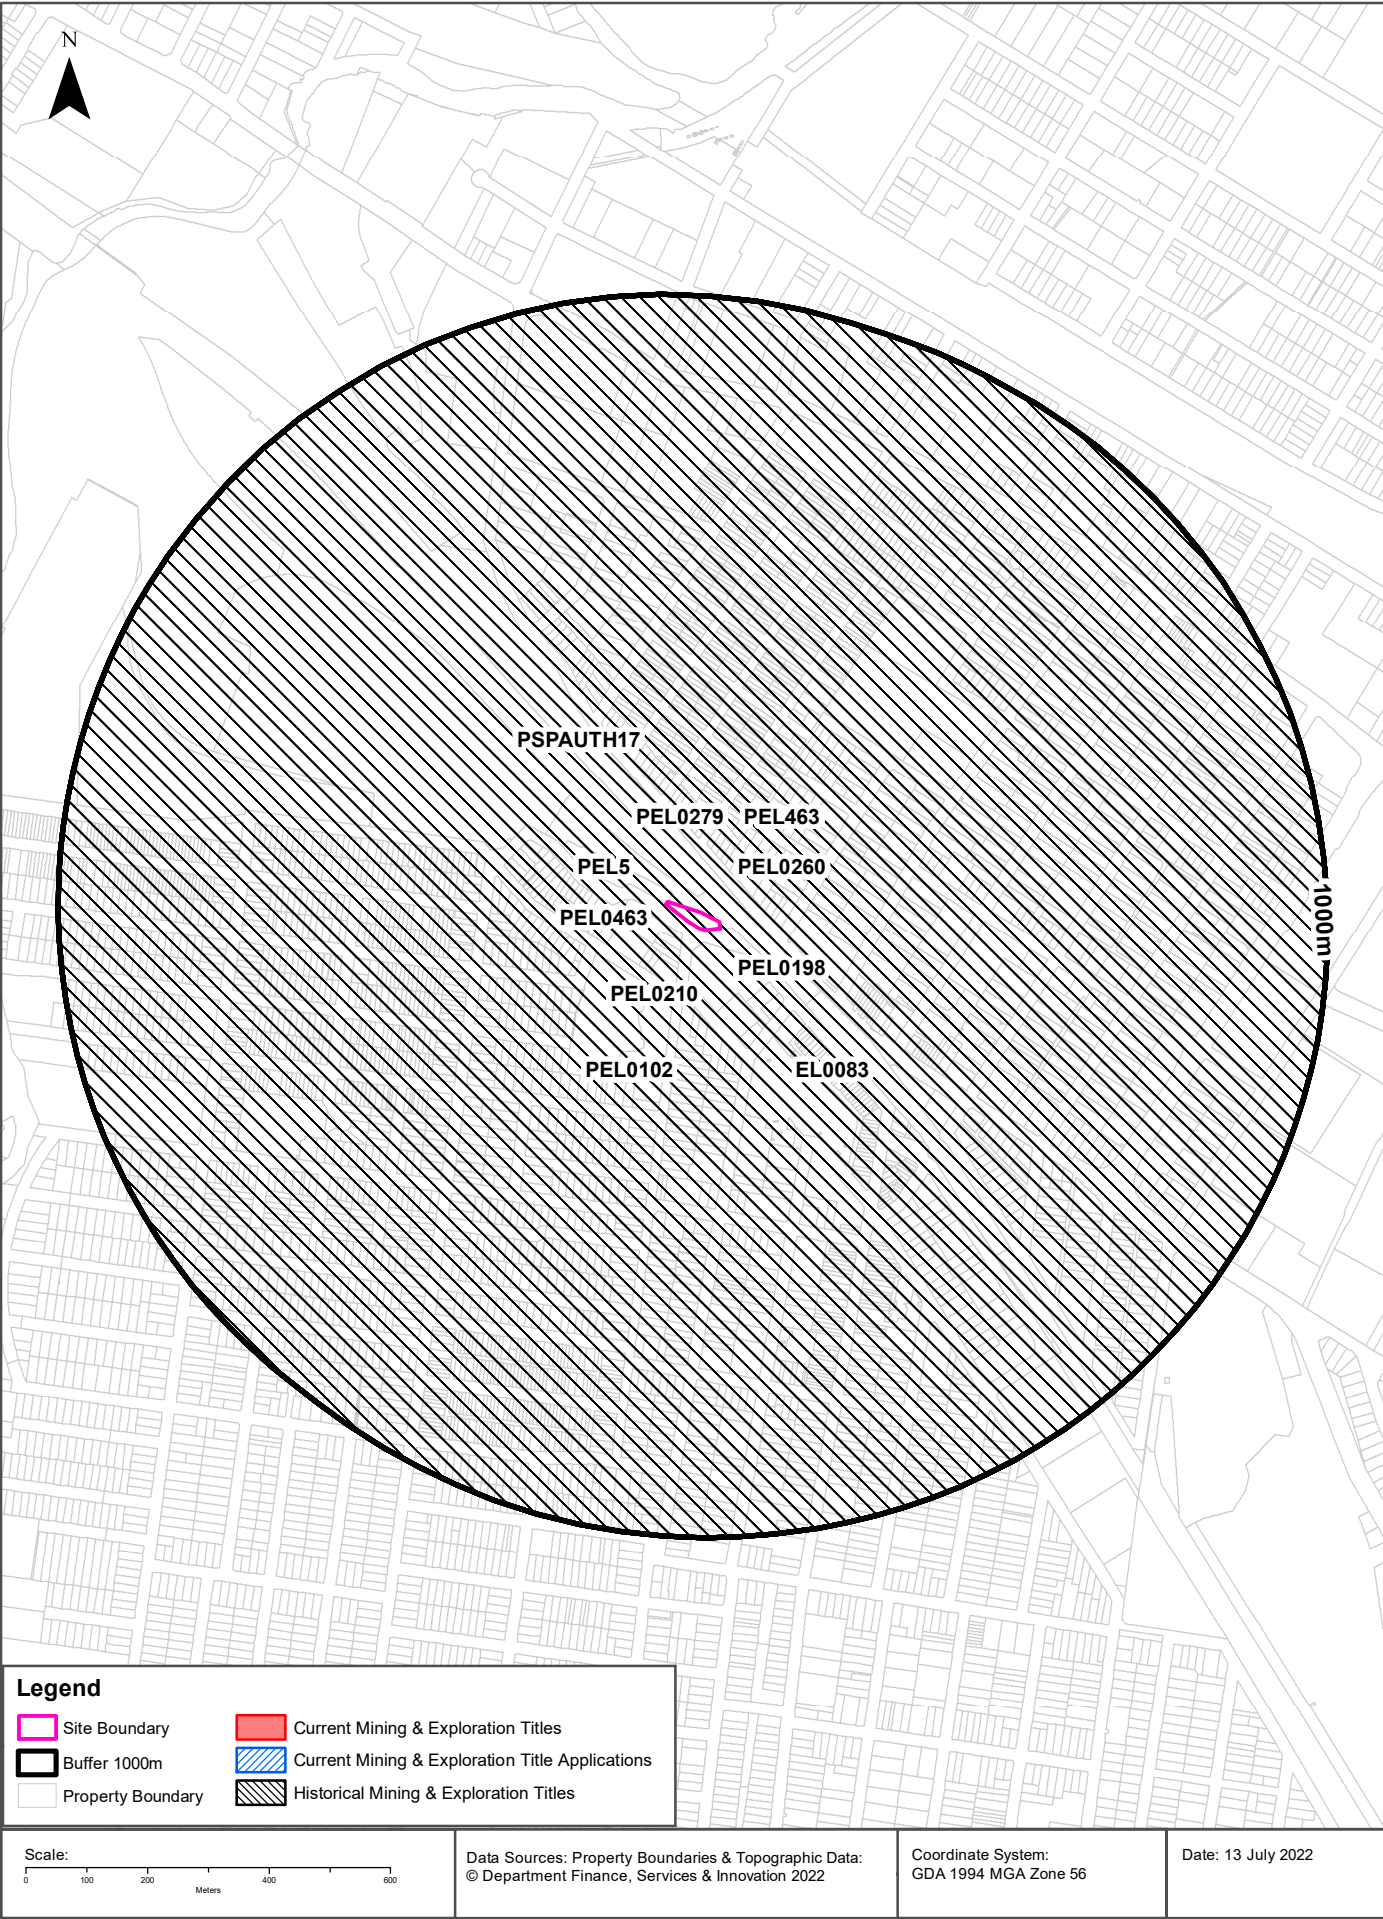 N
PSPAUTH17
PEL0279 PEL463
PEL5 PEL0260
PEL0463
1000m
PEL0198
PEL0210
PEL0102 EL0083
Legend
Site Boundary
Buffer 1000m
Property Boundary
Current Mining & Exploration Titles
Current Mining & Exploration Title Applications
Historical Mining & Exploration Titles
Scale:
0 100 200 400 600
Meters
Data Sources: Property Boundaries & Topographic Data:
© Department Finance, Services & Innovation 2022
Coordinate System:
GDA 1994 MGA Zone 56
Date: 13 July 2022